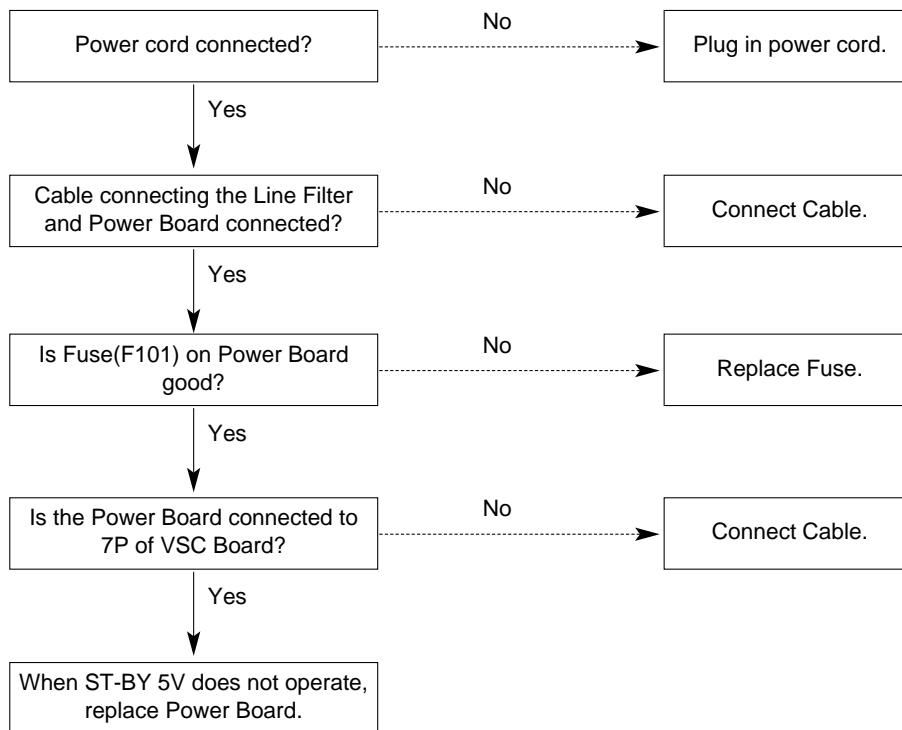 Power cord connected?
No
Plug in power cord.
Yes
Cable connecting the Line Filter
and Power Board connected?
No
Connect Cable.
Yes
Is Fuse(F101) on Power Board
good?
No
Replace Fuse.
Yes
Is the Power Board connected to
7P of VSC Board?
No
Connect Cable.
Yes
When ST-BY 5V does not operate,
replace Power Board.